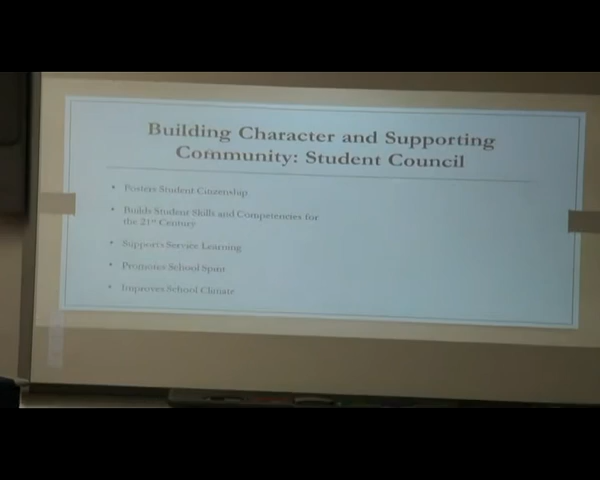 Building Character and Supporting
Community: Student Council
• Fosters Student Citizenship
• Builds Student Skills and Competencies for
the 21st Century
• Supports Service Learning
• Promotes School Spirit
• Improves School Climate